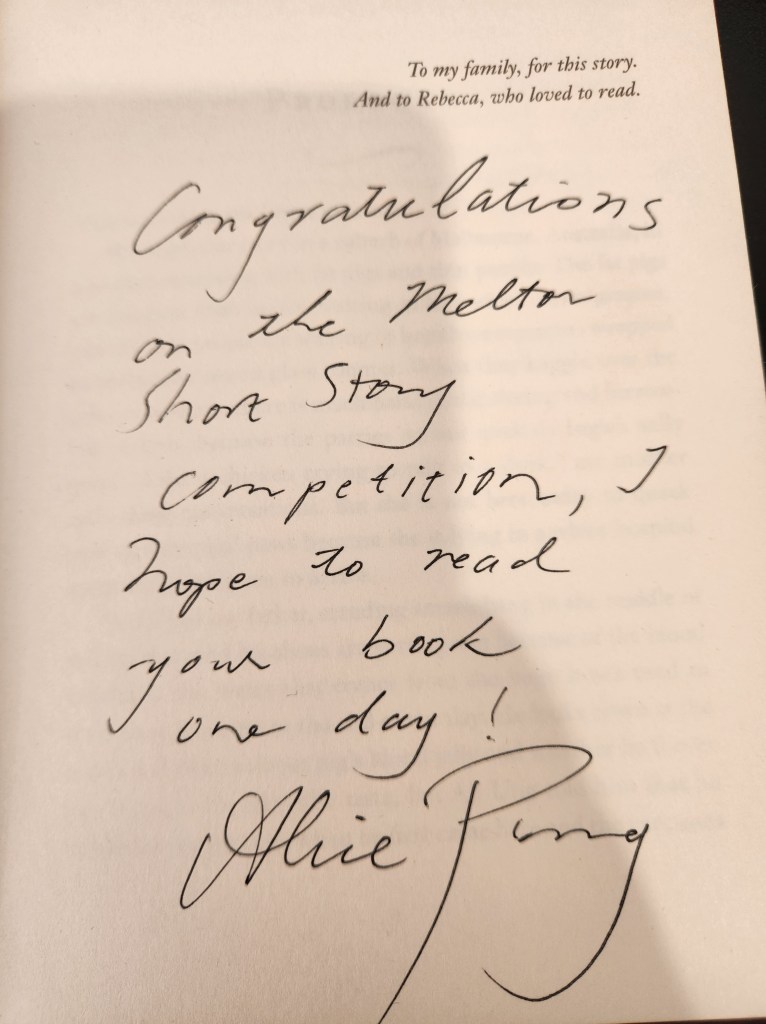 To my family, for this story.
And to Rebecca, who loved to read.
Congratulations
on the Melton
Short Story
competition, I
hope to read
your book
one day!
Alice Pung